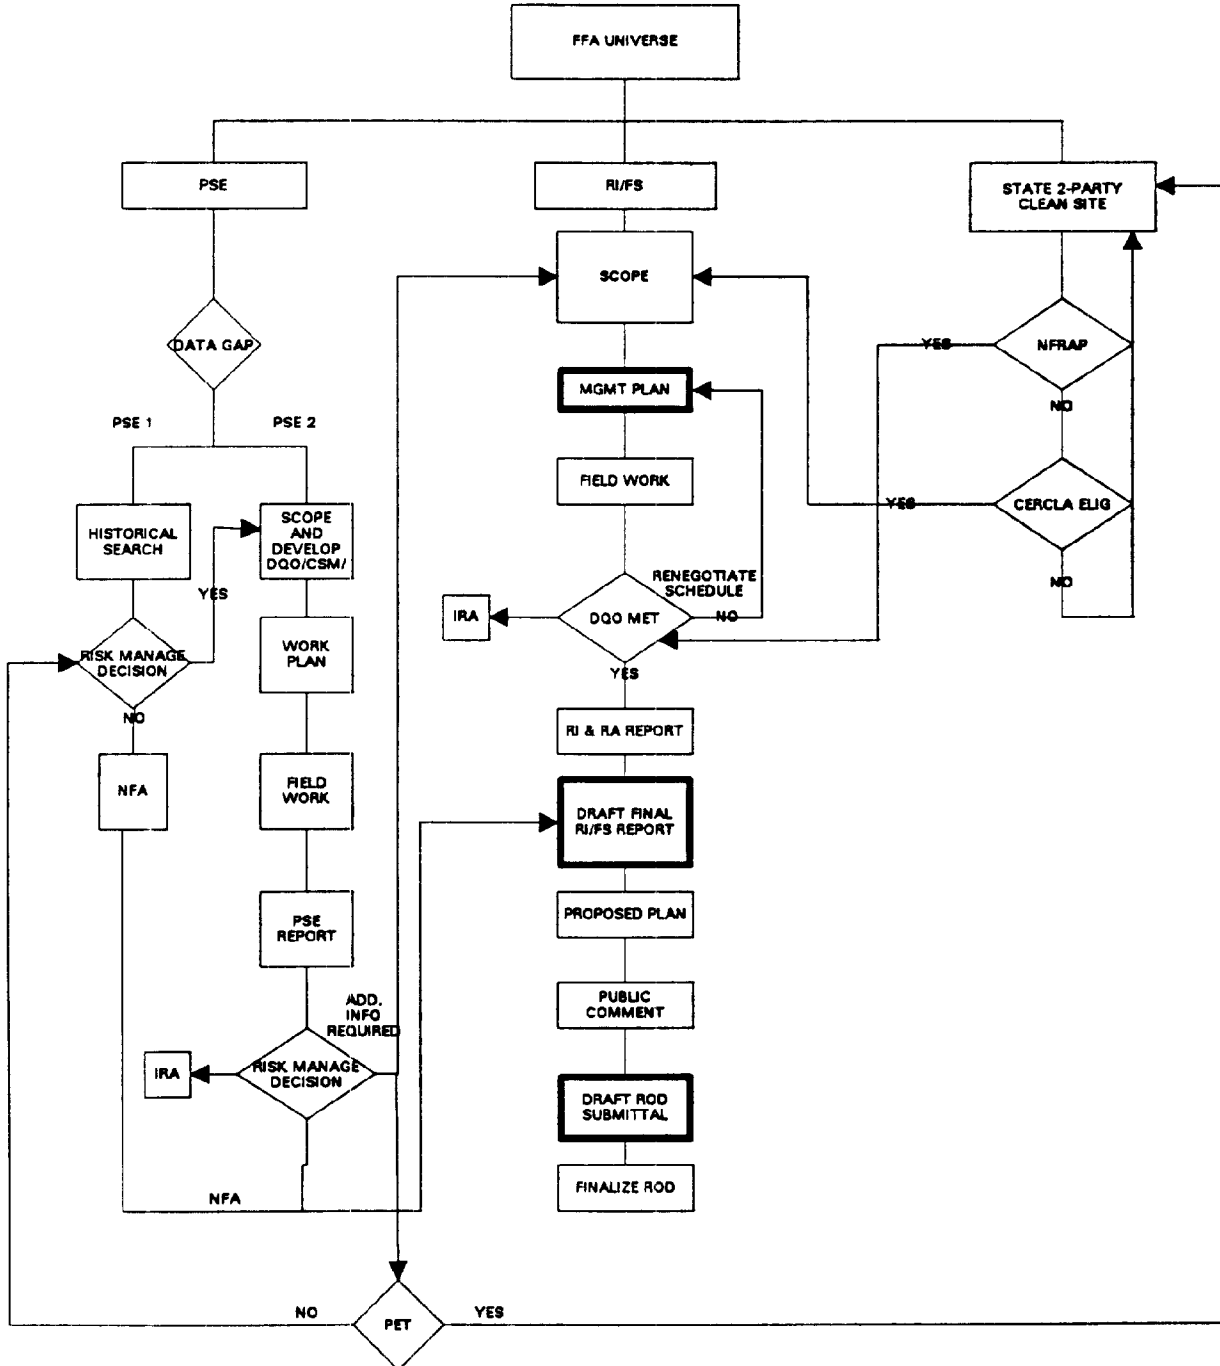 FFA UNIVERSE
PSE
RI/FS
STATE 2-PARTY
CLEAN SITE
SCOPE
DATA GAP
YES
NFRAP
MGMT PLAN
NO
PSE 1
PSE 2
FIELD WORK
HISTORICAL
SEARCH
SCOPE
AND
DEVELOP
DQO/CSM/
YES
CERCLA ELIG
YES
RENEGOTIATE
SCHEDULE
NO
IRA
DQO MET
NO
RISK MANAGE
DECISION
WORK
PLAN
YES
NO
RI & RA REPORT
NFA
FIELD
WORK
DRAFT FINAL
RI/FS REPORT
PSE
REPORT
PROPOSED PLAN
ADD.
INFO
REQUIRED
PUBLIC
COMMENT
IRA
RISK MANAGE
DECISION
DRAFT ROD
SUBMITTAL
NFA
FINALIZE ROD
NO
PET
YES